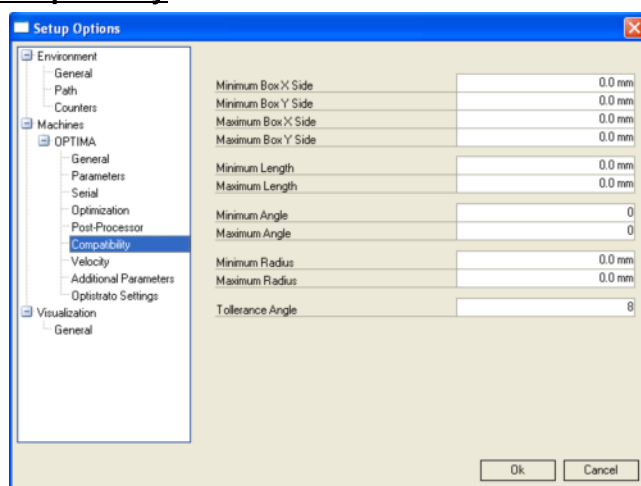 Setup Options
Environment
General
Path
Counters
Machines
OPTIMA
General
Parameters
Serial
Optimization
Post-Processor
Compatibility
Velocity
Additional Parameters
Optistrato Settings
Visualization
General
Minimum Box X Side 0.0 mm
Minimum Box Y Side 0.0 mm
Maximum Box X Side 0.0 mm
Maximum Box Y Side 0.0 mm
Minimum Length 0.0 mm
Maximum Length 0.0 mm
Minimum Angle 0
Maximum Angle 0
Minimum Radius 0.0 mm
Maximum Radius 0.0 mm
Tollerance Angle 8
Ok Cancel